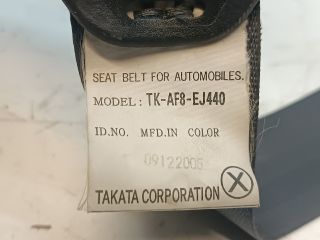 SEAT BELT FOR AUTOMOBILES.
MODEL: TK-AF8-EJ440
ID.NO. MFD.IN COLOR
09122005
TAKATA CORPORATION X